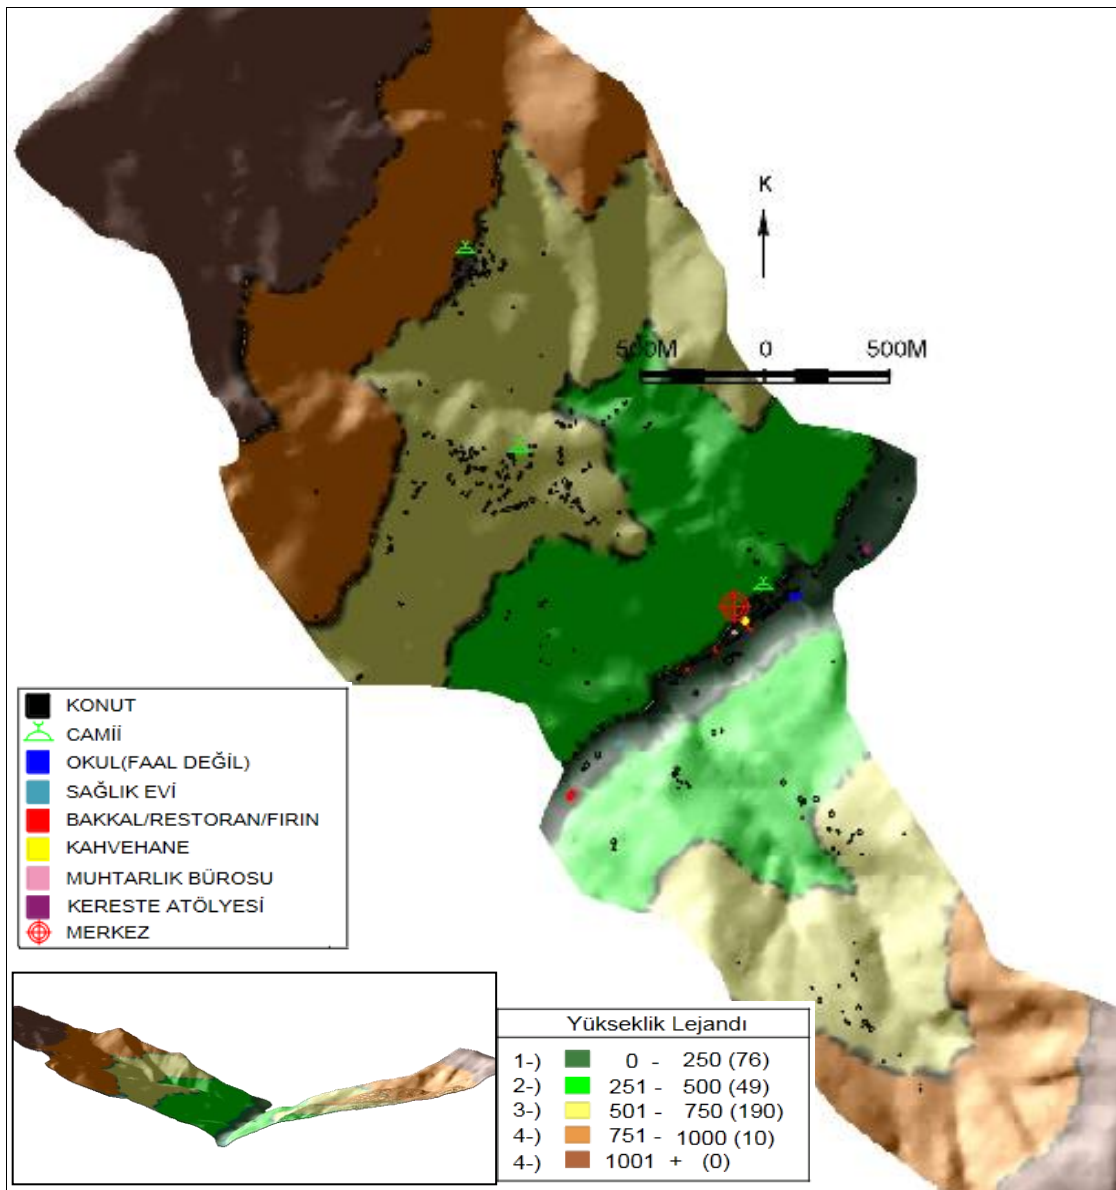 K
500M 0 500M
KONUT
CAMİİ
OKUL(FAAL DEĞİL)
SAĞLIK EVİ
BAKKAL/RESTORAN/FIRIN
KAHVEHANE
MUHTARLIK BÜROSU
KERESTE ATÖLYESİ
MERKEZ
Yükseklik Lejandı
1-) 0 - 250 (76)
2-) 251 - 500 (49)
3-) 501 - 750 (190)
4-) 751 - 1000 (10)
4-) 1001 + (0)